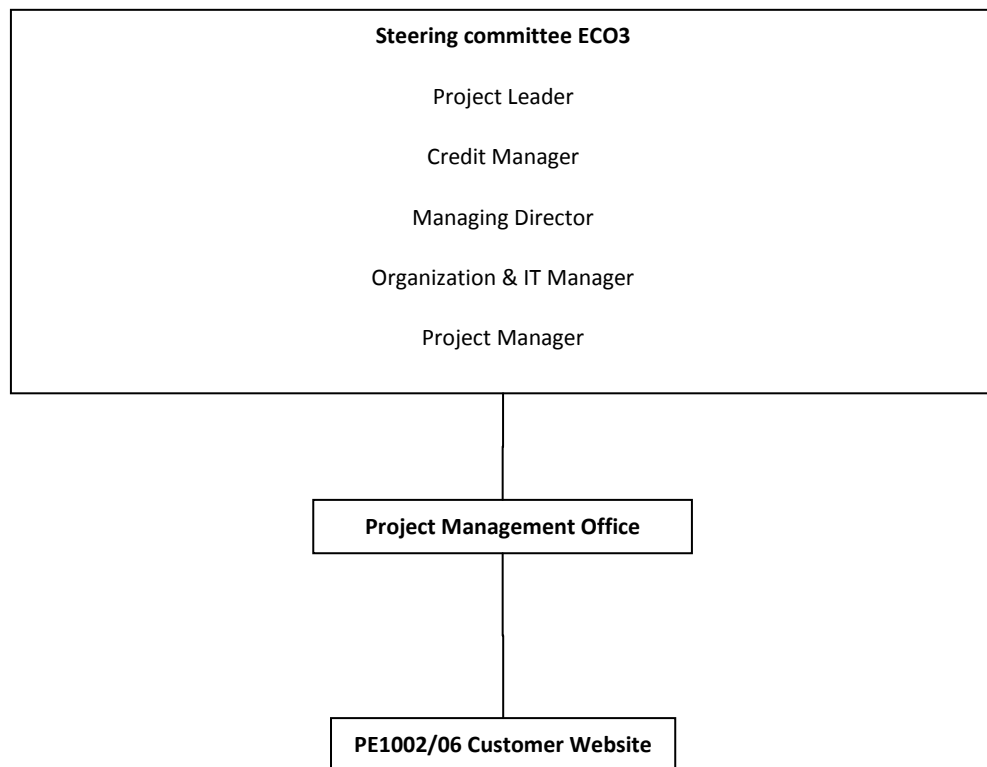 Steering committee ECO3
Project Leader
Credit Manager
Managing Director
Organization & IT Manager
Project Manager
Project Management Office
PE1002/06 Customer Website